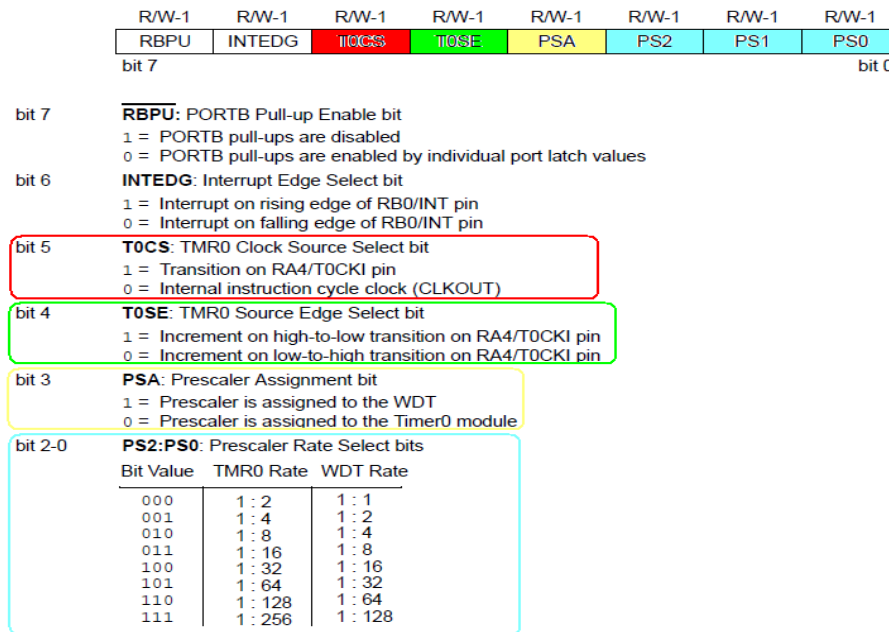 R/W-1 R/W-1 R/W-1 R/W-1 R/W-1 R/W-1 R/W-1 R/W-1
RBPU INTEDG T0CS T0SE PSA PS2 PS1 PS0
bit 7 bit 0
bit 7 RBPU: PORTB Pull-up Enable bit
1 = PORTB pull-ups are disabled
0 = PORTB pull-ups are enabled by individual port latch values
bit 6 INTEDG: Interrupt Edge Select bit
1 = Interrupt on rising edge of RB0/INT pin
0 = Interrupt on falling edge of RB0/INT pin
bit 5 T0CS: TMR0 Clock Source Select bit
1 = Transition on RA4/T0CKI pin
0 = Internal instruction cycle clock (CLKOUT)
bit 4 T0SE: TMR0 Source Edge Select bit
1 = Increment on high-to-low transition on RA4/T0CKI pin
0 = Increment on low-to-high transition on RA4/T0CKI pin
bit 3 PSA: Prescaler Assignment bit
1 = Prescaler is assigned to the WDT
0 = Prescaler is assigned to the Timer0 module
bit 2-0 PS2:PS0: Prescaler Rate Select bits
Bit Value TMR0 Rate WDT Rate
000 1 : 2 1 : 1
001 1 : 4 1 : 2
010 1 : 8 1 : 4
011 1 : 16 1 : 8
100 1 : 32 1 : 16
101 1 : 64 1 : 32
110 1 : 128 1 : 64
111 1 : 256 1 : 128